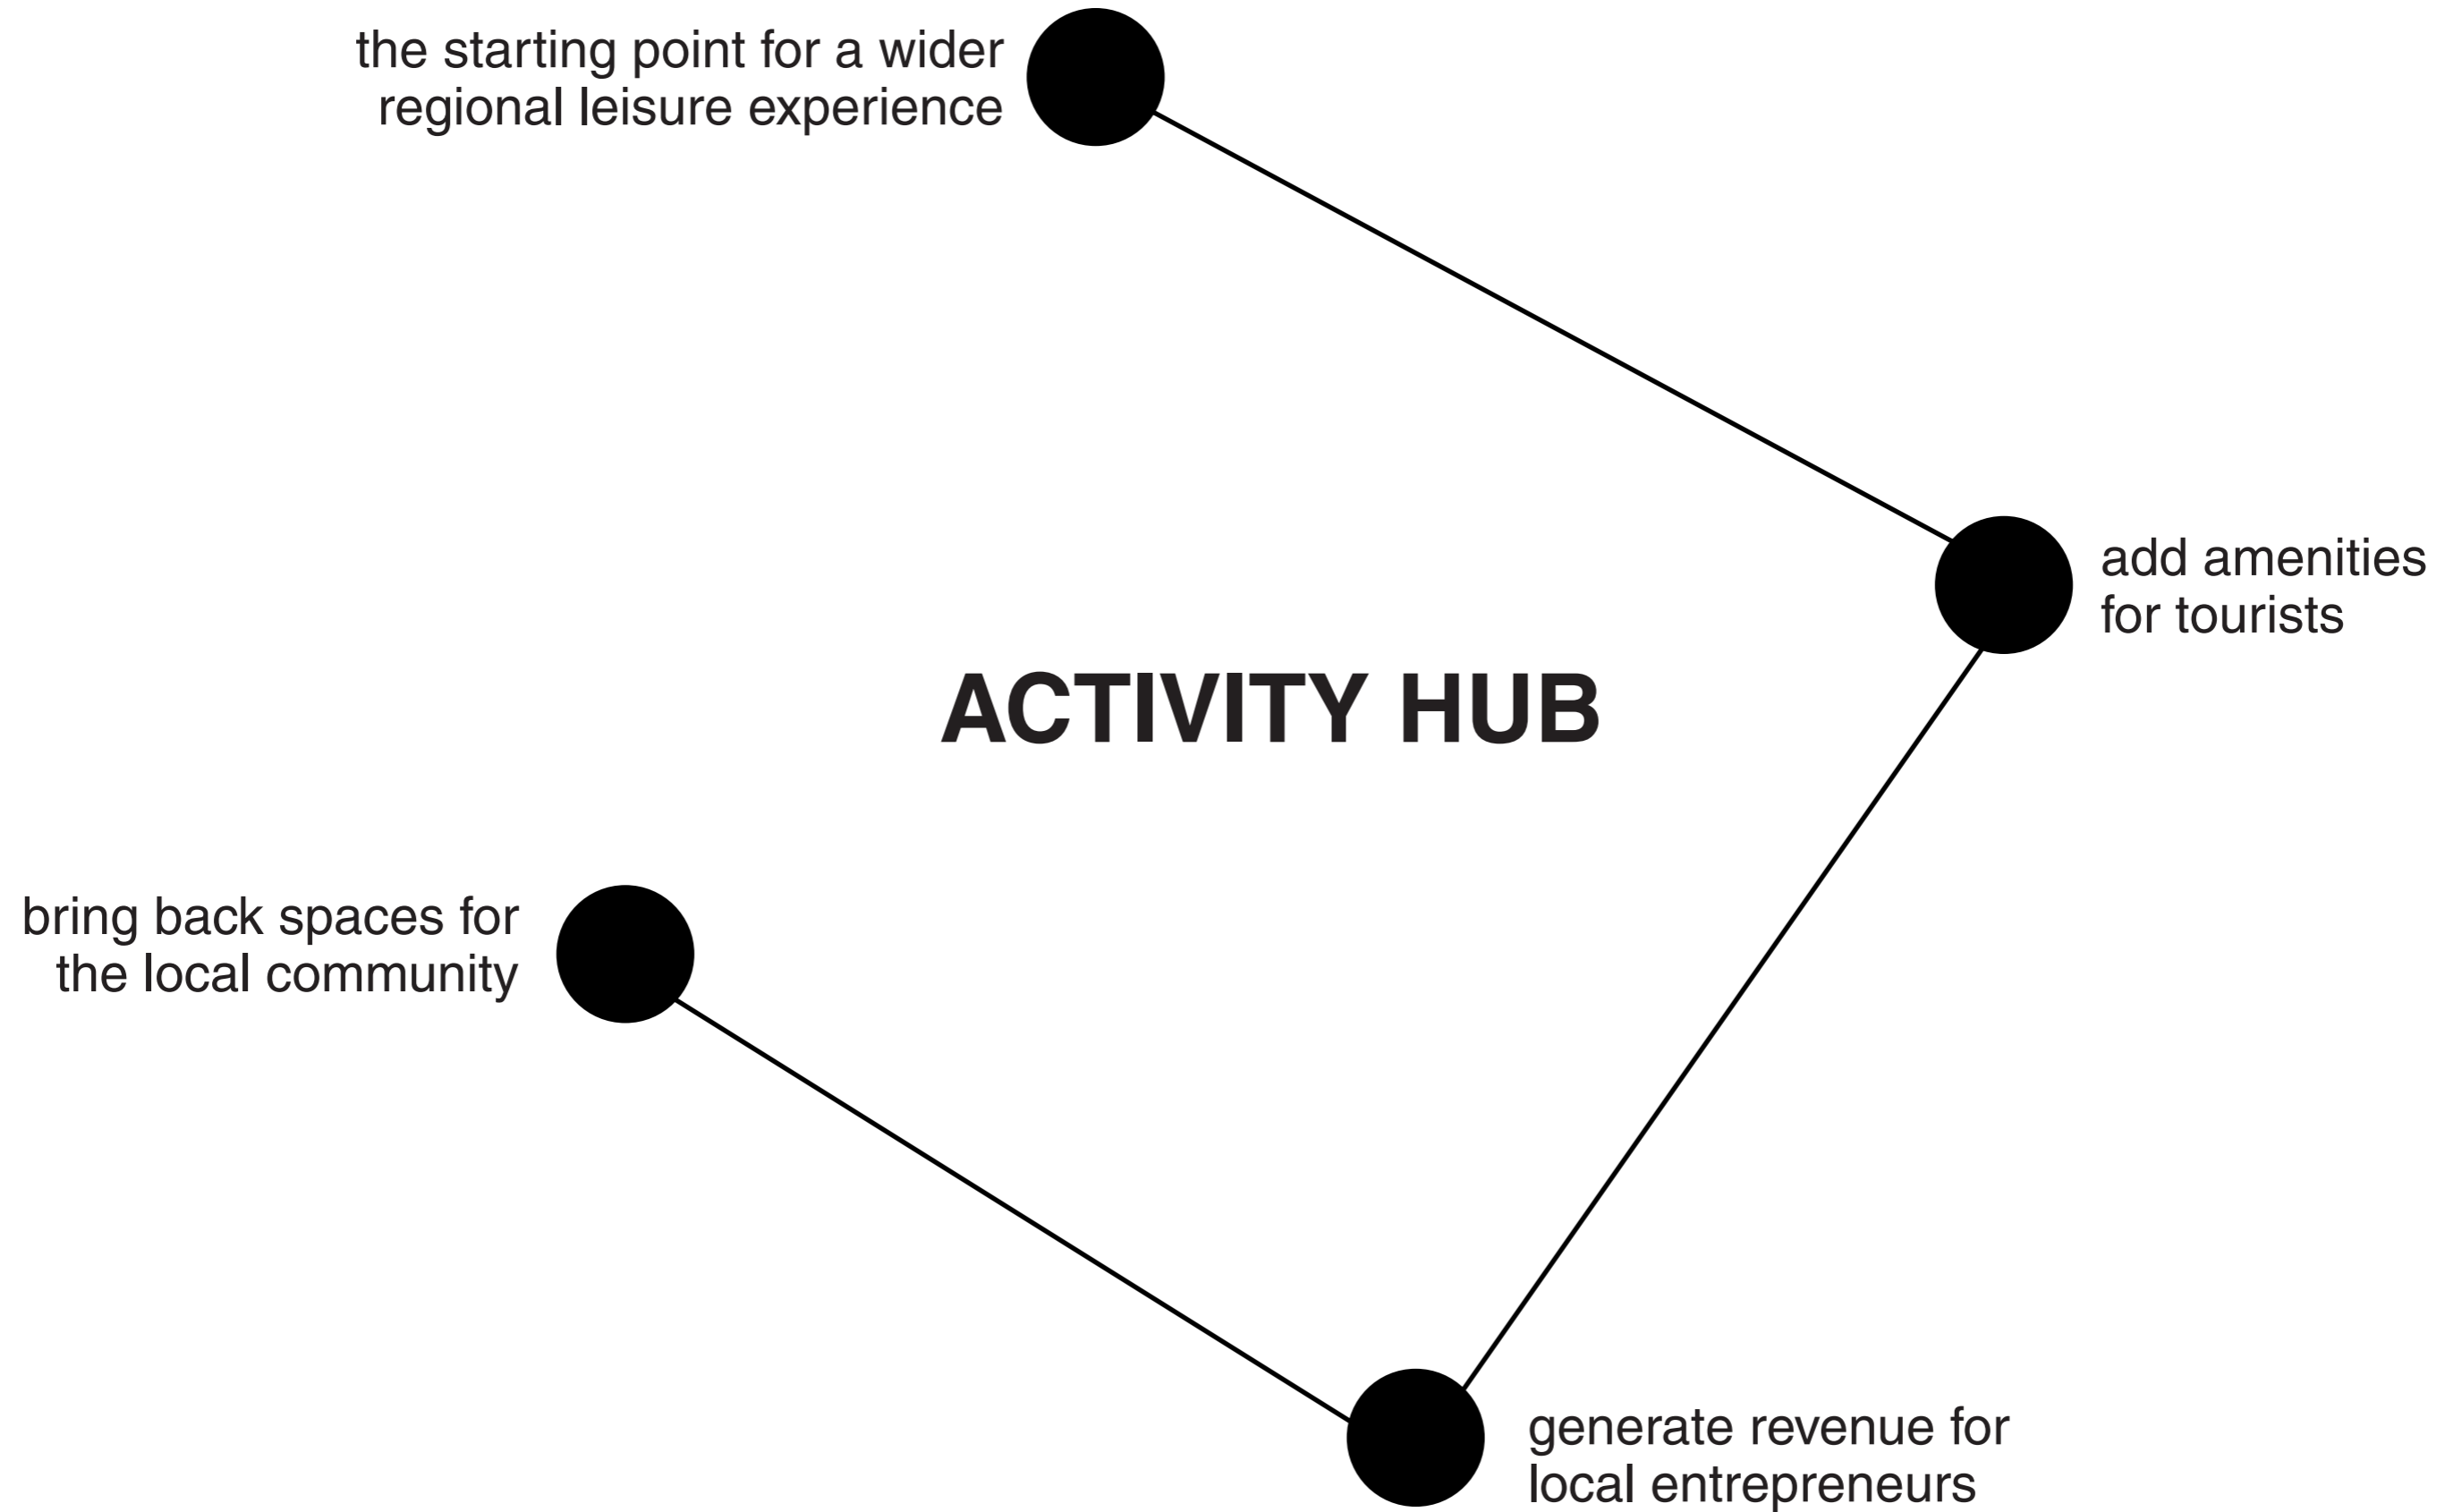 the starting point for a wider
regional leisure experience
add amenities
for tourists
ACTIVITY HUB
bring back spaces for
the local community
generate revenue for
local entrepreneurs